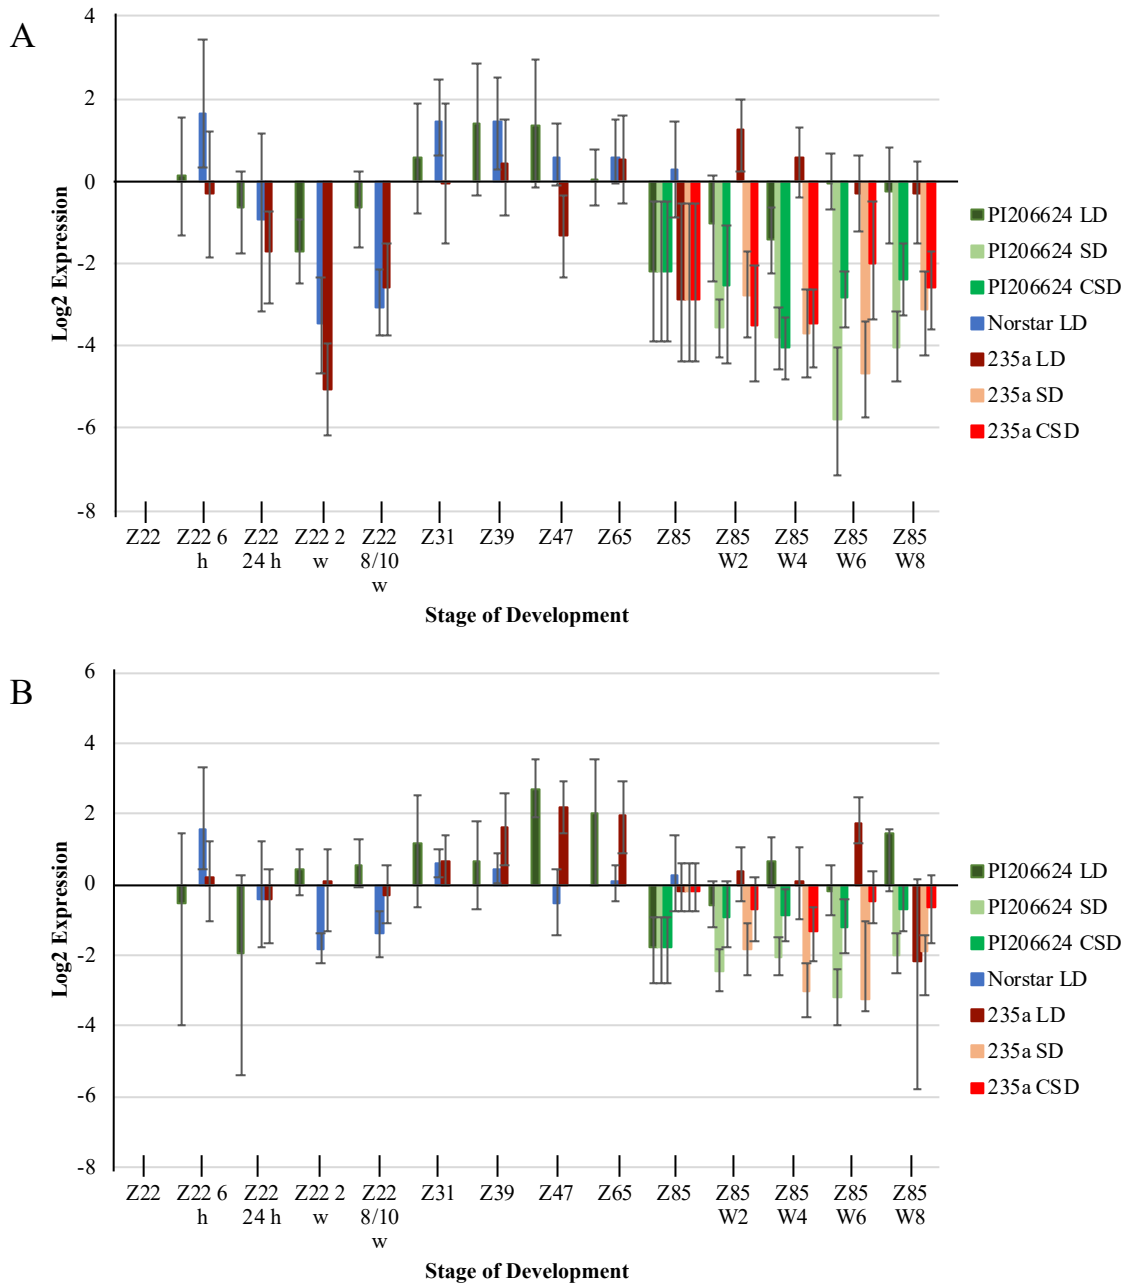 A
4
2
0
-2
-4
-6
-8
Log2 Expression
Z22
Z22 6
h
Z22
24 h
Z22 2
w
Z22
8/10
w
Z31
Z39
Z47
Z65
Z85
Z85
W2
Z85
W4
Z85
W6
Z85
W8
Stage of Development
PI206624 LD
PI206624 SD
PI206624 CSD
Norstar LD
235a LD
235a SD
235a CSD
B
6
4
2
0
-2
-4
-6
-8
Log2 Expression
Z22
Z22 6
h
Z22
24 h
Z22 2
w
Z22
8/10
w
Z31
Z39
Z47
Z65
Z85
Z85
W2
Z85
W4
Z85
W6
Z85
W8
Stage of Development
PI206624 LD
PI206624 SD
PI206624 CSD
Norstar LD
235a LD
235a SD
235a CSD